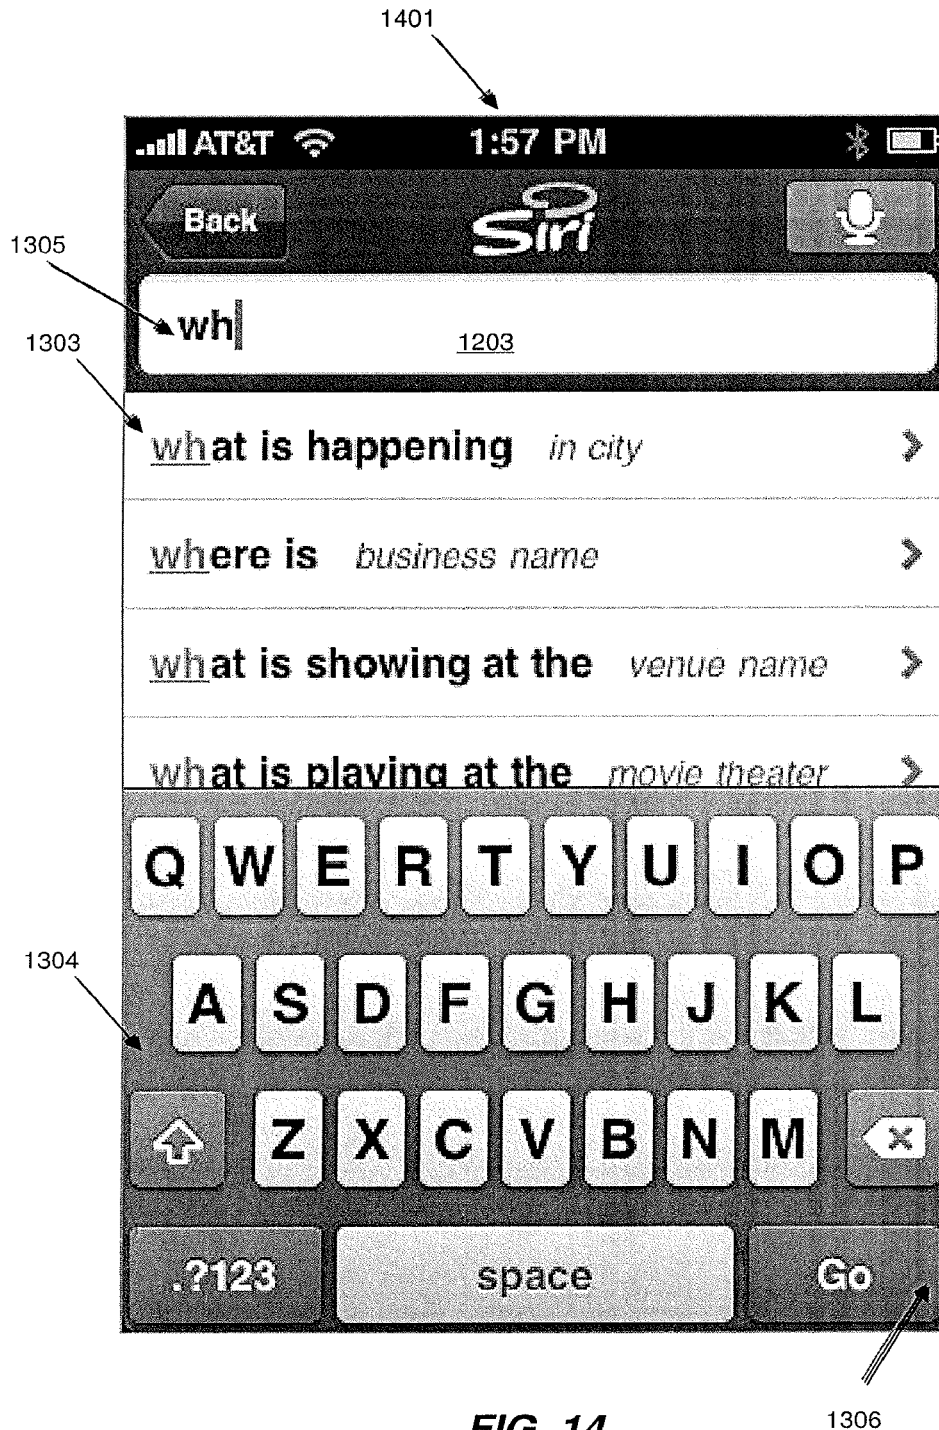 1401
AT&T 1:57 PM
Back Siri
1305
wh
1203
1303
what is happening in city
where is business name
what is showing at the venue name
what is playing at the movie theater
Q W E R T Y U I O P
1304
A S D F G H J K L
Z X C V B N M
.?123 space Go
FIG. 14
1306